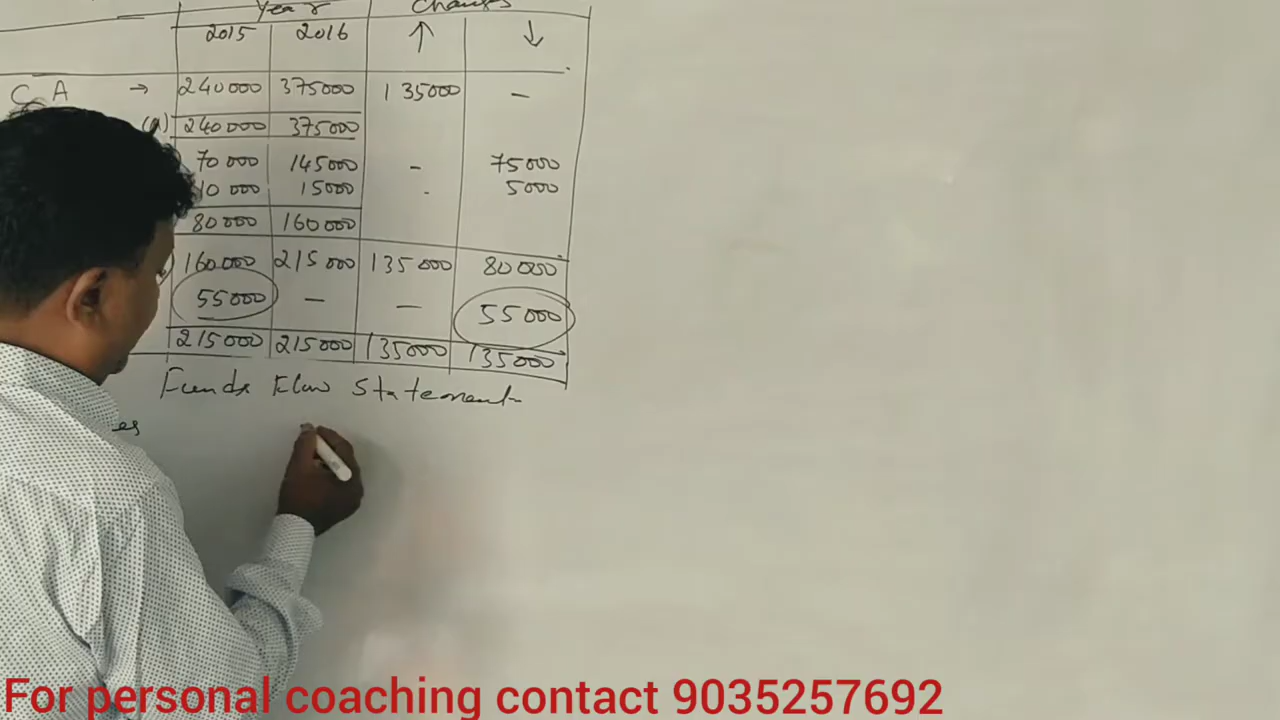 Year Changes
2015 2016 ↑ ↓
C A → 240000 375000 135000 —
(A) 240000 375000
70000 145000 - 75000
10000 15000 . 5000
80000 160000
160000 215000 135000 80000
55000 — — 55000
215000 215000 135000 135000
Funds Flow Statement
es
For personal coaching contact 9035257692